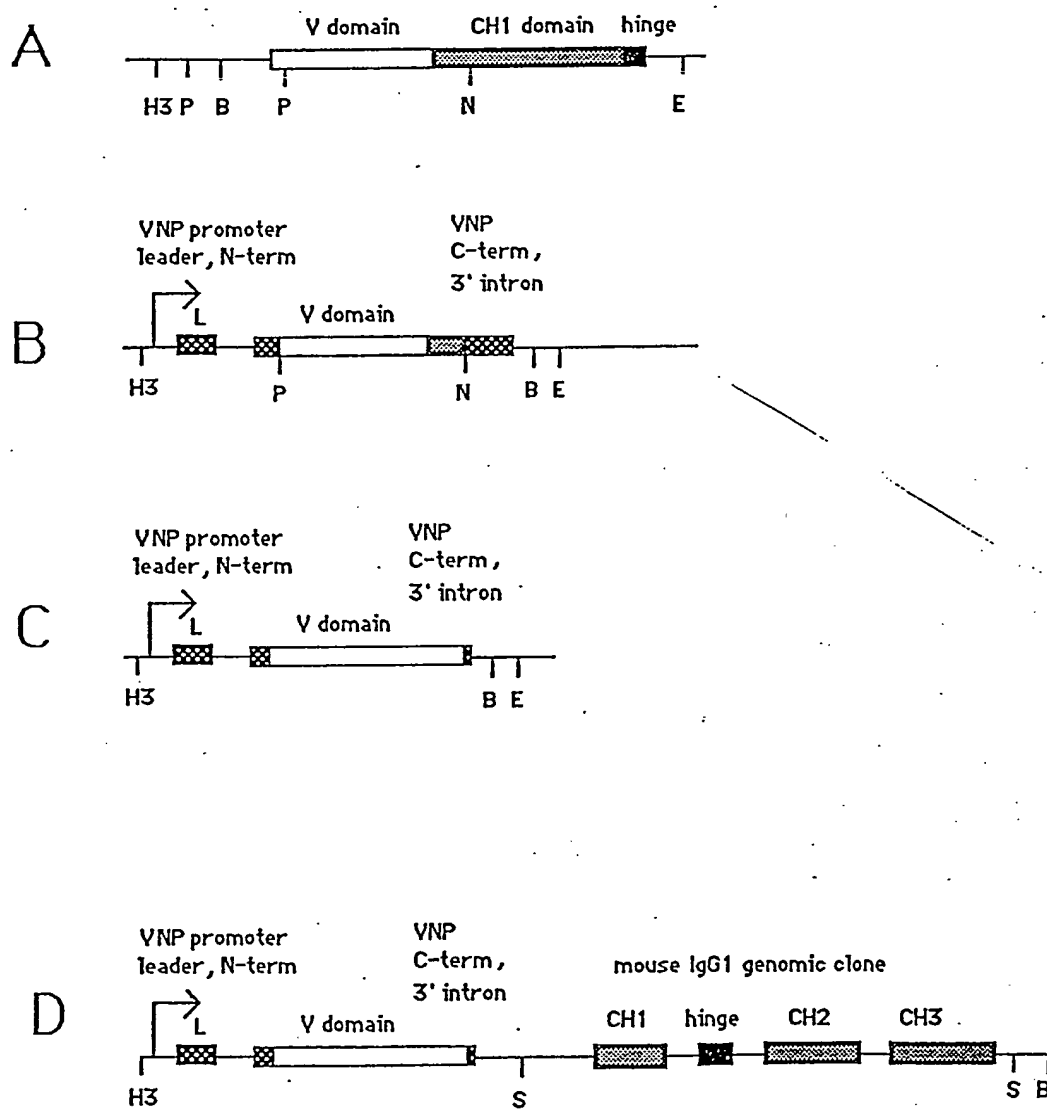 A
V domain
CH1 domain
hinge
H3 P B P N E
B
VNP promoter
leader, N-term
VNP
C-term,
3' intron
L
V domain
H3 P N B E
C
VNP promoter
leader, N-term
VNP
C-term,
3' intron
L
V domain
H3 B E
D
VNP promoter
leader, N-term
VNP
C-term,
3' intron
mouse IgG1 genomic clone
L
V domain
CH1
hinge
CH2
CH3
H3 S S B